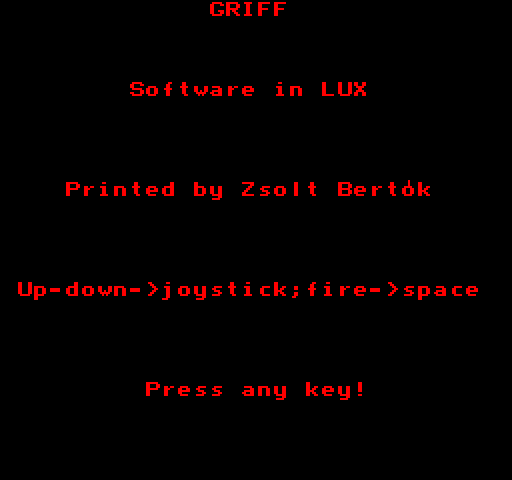 GRIFF
Software in LUX
Printed by Zsolt Bertók
Up-down->joystick;fire->space
Press any key!